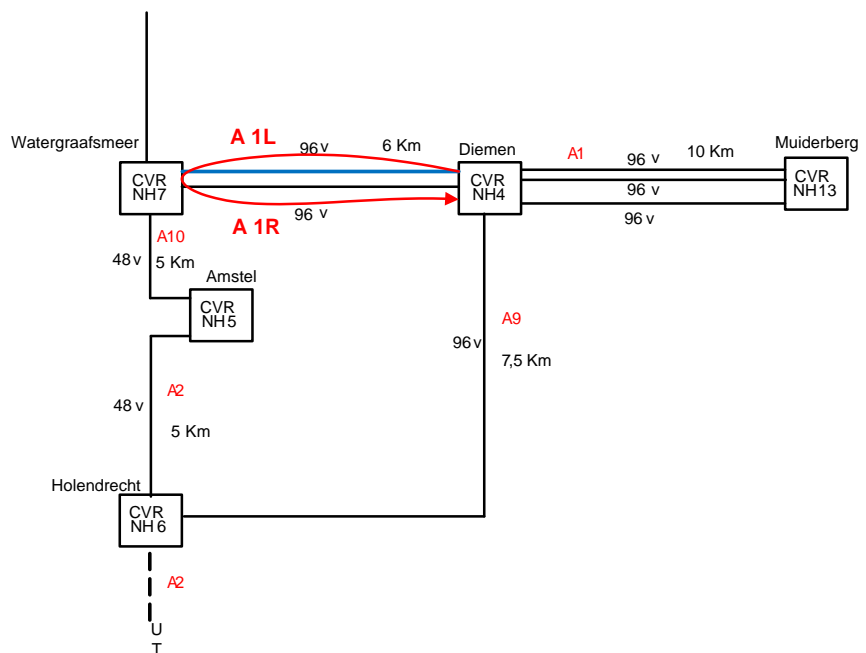 A 1L
Watergraafsmeer
96 v
6 Km
Diemen
A1
96 v
10 Km
Muiderberg
CVR
NH7
CVR
NH4
CVR
NH13
96 v
96 v
A 1R
96 v
A10
48 v
5 Km
Amstel
CVR
NH 5
A9
96 v
7,5 Km
A2
48 v
5 Km
Holendrecht
CVR
NH 6
A2
U
T